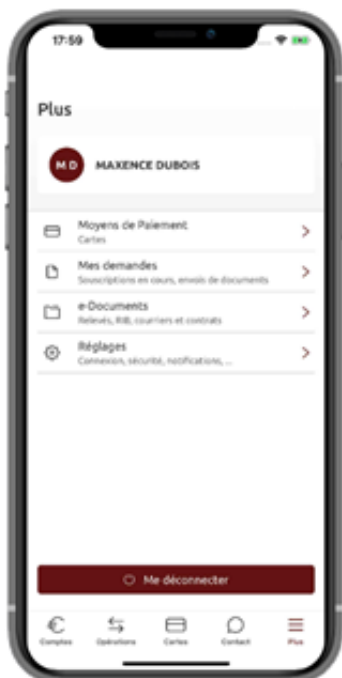 17:59
Plus
MD MAXENCE DUBOIS
Moyens de Paiement
Cartes
Mes demandes
Souscriptions en cours, envois de documents
e-Documents
Relevés, RIB, courriers et contrats
Réglages
Connexion, sécurité, notifications, ...
Me déconnecter
Comptes Opérations Cartes Contact Plus